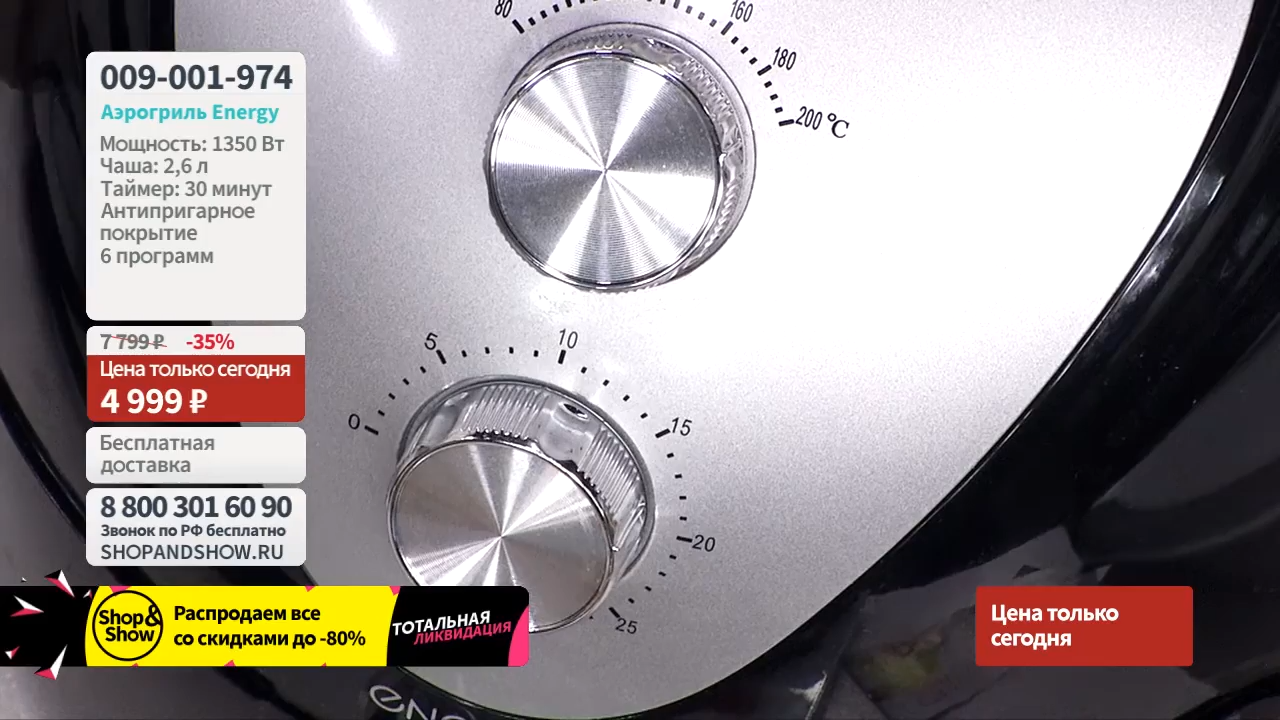 80
160
180
200 °C
009-001-974
Аэрогриль Energy
Мощность: 1350 Вт
Чаша: 2,6 л
Таймер: 30 минут
Антипригарное
покрытие
6 программ
7 799 ₽ -35%
Цена только сегодня
4 999 ₽
Бесплатная
доставка
8 800 301 60 90
Звонок по РФ бесплатно
SHOPANDSHOW.RU
0
5
10
15
20
25
Shop&
Show
Распродаем все
со скидками до -80%
ТОТАЛЬНАЯ
ЛИКВИДАЦИЯ
Цена только
сегодня